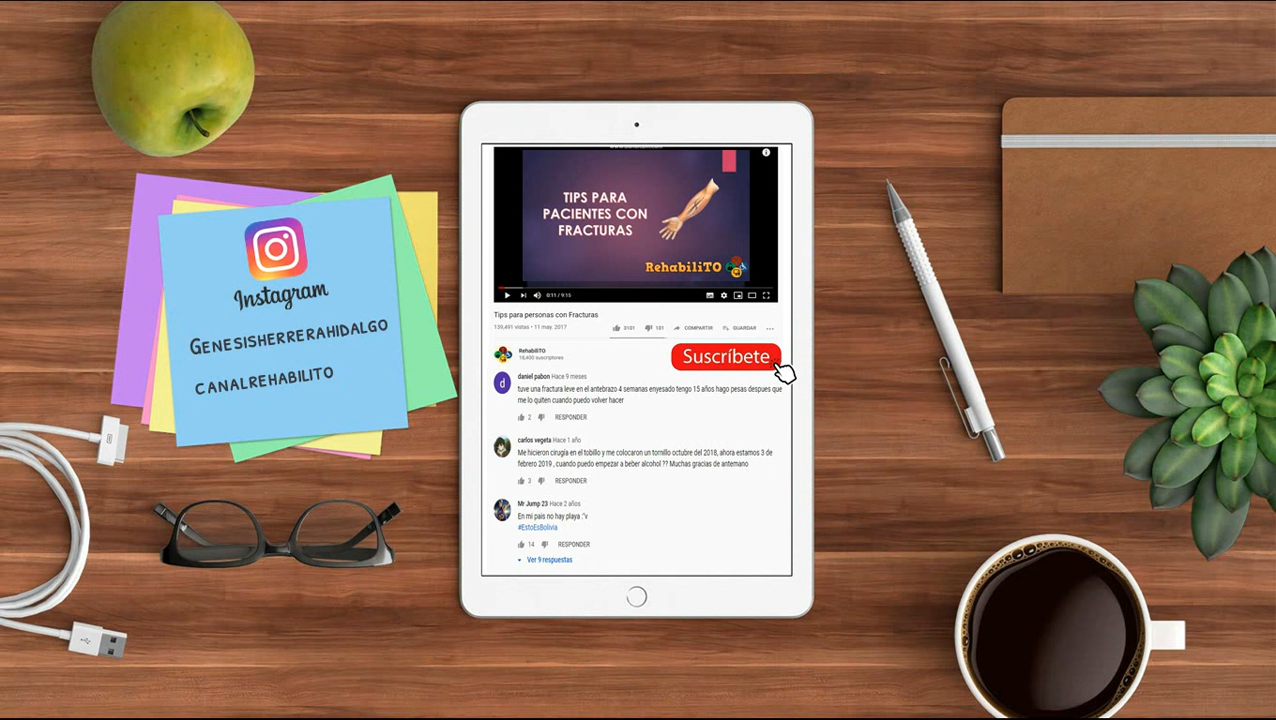 Instagram
GENESISHERRERAHIDALGO
CANALREHABILITO
TIPS PARA
PACIENTES CON
FRACTURAS
RehabiliTO
0:11 / 9:15
Tips para personas con Fracturas
139,491 vistas • 11 may. 2017
3101
101
COMPARTIR
GUARDAR
RehabiliTO
18,400 suscriptores
Suscríbete
d
daniel pabon Hace 9 meses
tuve una fractura leve en el antebrazo 4 semanas enyesado tengo 15 años hago pesas despues que
me lo quiten cuando puedo volver hacer
2
RESPONDER
carlos vegeta Hace 1 año
Me hicieron cirugía en el tobillo y me colocaron un tornillo octubre del 2018, ahora estamos 3 de
febrero 2019 , cuando puedo empezar a beber alcohol ?? Muchas gracias de antemano
3
RESPONDER
Mr Jump 23 Hace 2 años
En mi pais no hay playa :"v
#EstoEsBolivia
14
RESPONDER
Ver 9 respuestas